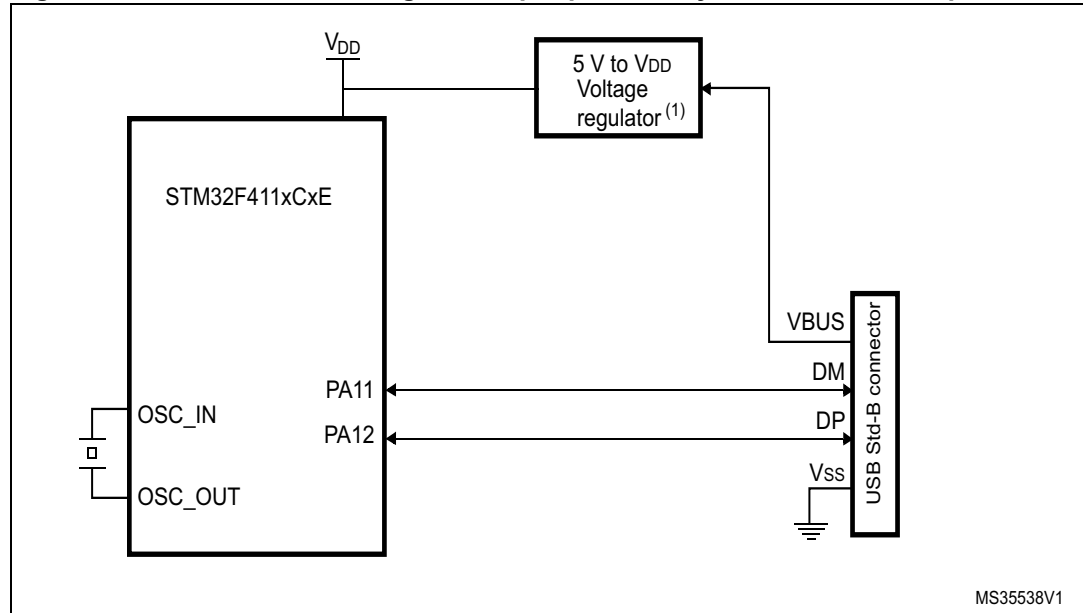 VDD
5 V to VDD
Voltage
regulator (1)
STM32F411xCxE
VBUS
DM
PA11
OSC_IN
DP
PA12
VSS
OSC_OUT
USB Std-B connector
MS35538V1